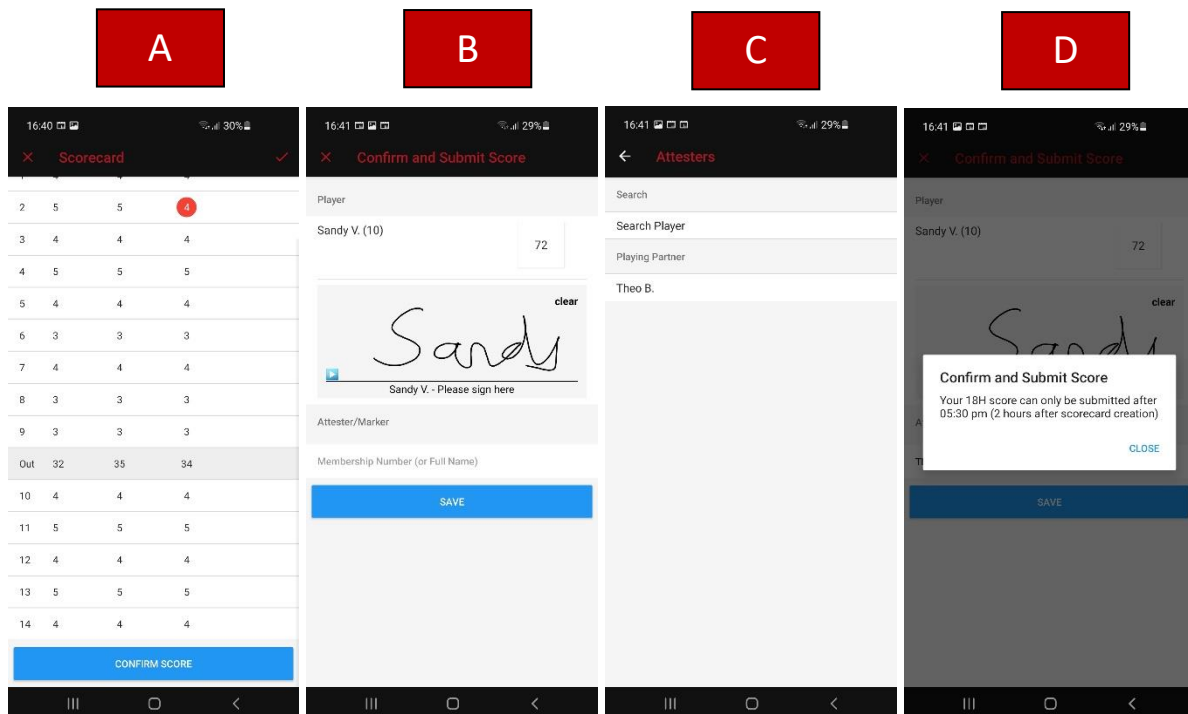 A
B
C
D
16:40 30%
Scorecard
2 5 5 4
3 4 4 4
4 5 5 5
5 4 4 4
6 3 3 3
7 4 4 4
8 3 3 3
9 3 3 3
Out 32 35 34
10 4 4 4
11 5 5 5
12 4 4 4
13 5 5 5
14 4 4 4
CONFIRM SCORE
16:41 29%
Confirm and Submit Score
Player
Sandy V. (10)
72
clear
Sandy
Sandy V. - Please sign here
Attester/Marker
Membership Number (or Full Name)
SAVE
16:41 29%
Attesters
Search
Search Player
Playing Partner
Theo B.
16:41 29%
Confirm and Submit Score
Player
Sandy V. (10)
72
clear
Confirm and Submit Score
Your 18H score can only be submitted after
05:30 pm (2 hours after scorecard creation)
CLOSE
SAVE